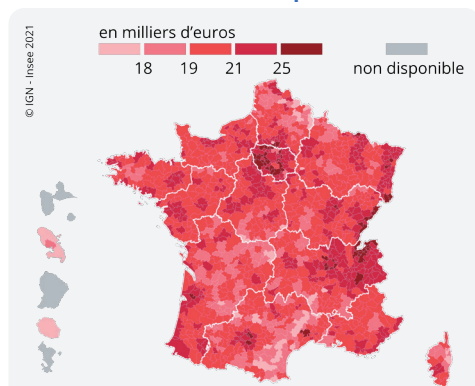 en milliers d’euros
18 19 21 25
non disponible
© IGN - Insee 2021